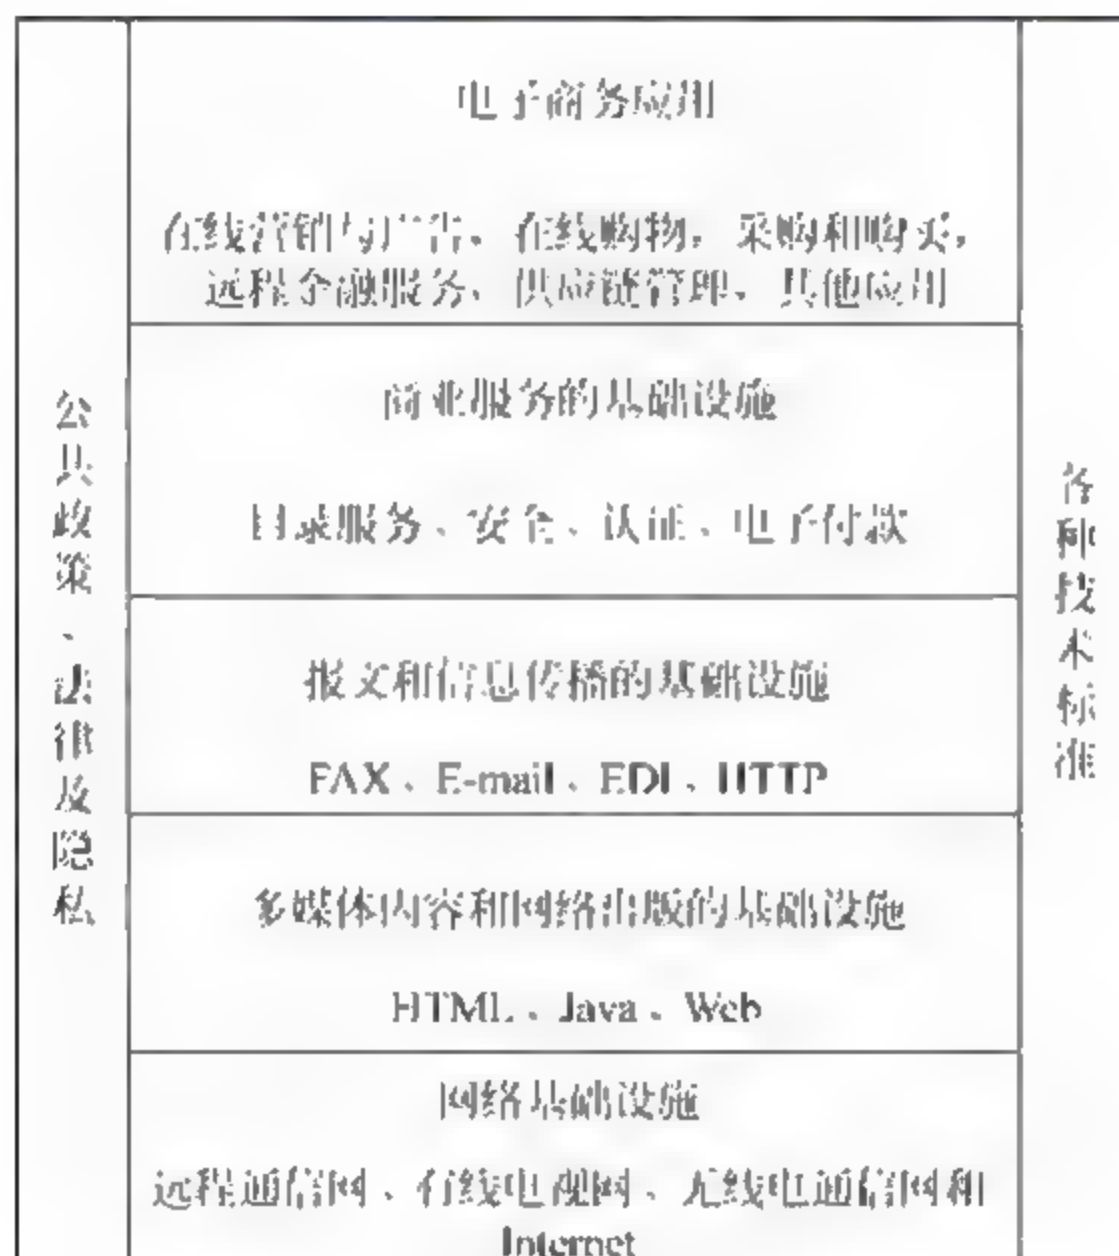 电子商务应用
在线营销与广告，在线购物，采购和购买，
远程金融服务、供应链管理、其他应用
商业服务的基础设施
目录服务、安全、认证、电子付款
报文和信息传播的基础设施
FAX、E-mail、EDI、HTTP
多媒体内容和网络出版的基础设施
HTML、Java、Web
网络基础设施
远程通信网、有线电视网、无线电通信网和
Internet
公共政策、法律及隐私
各种技术标准